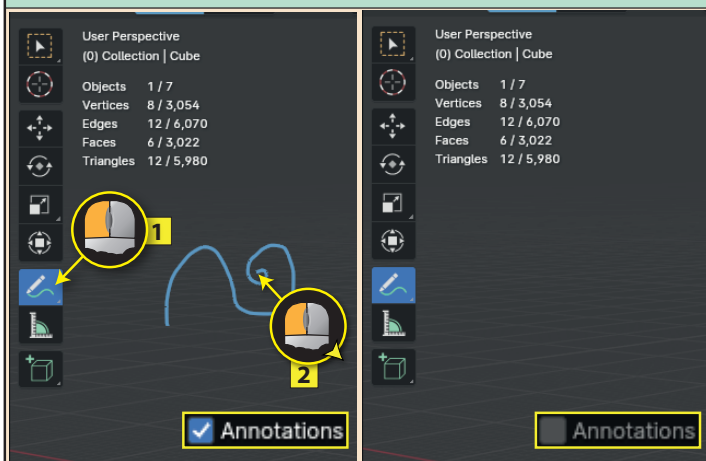 User Perspective
(0) Collection | Cube
Objects 1 / 7
Vertices 8 / 3,054
Edges 12 / 6,070
Faces 6 / 3,022
Triangles 12 / 5,980
1
2
Annotations
User Perspective
(0) Collection | Cube
Objects 1 / 7
Vertices 8 / 3,054
Edges 12 / 6,070
Faces 6 / 3,022
Triangles 12 / 5,980
Annotations